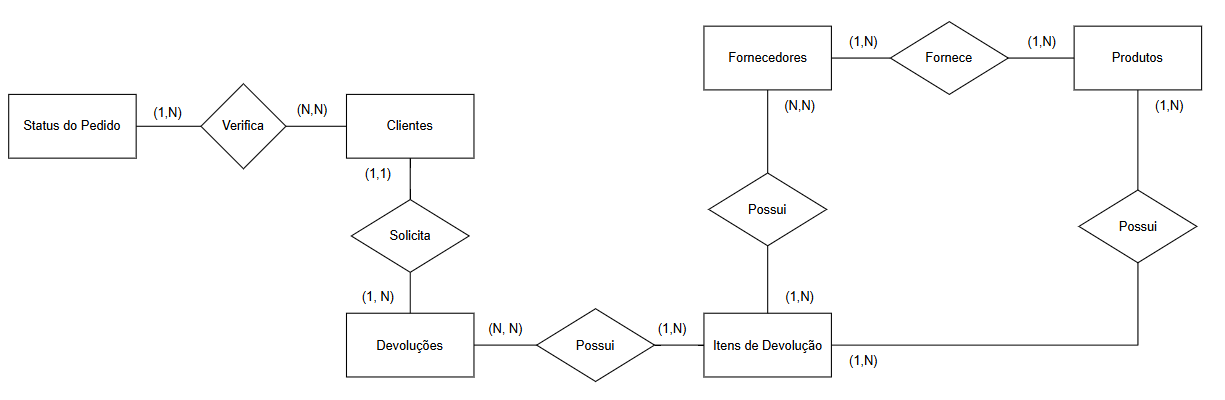 Fornecedores
(1,N)
Fornece
(1,N)
Produtos
(N,N)
(1,N)
Status do Pedido
(1,N)
Verifica
(N,N)
Clientes
(1,1)
Solicita
Possui
Possui
(1, N)
(1,N)
Devoluções
(N, N)
Possui
(1,N)
Itens de Devolução
(1,N)